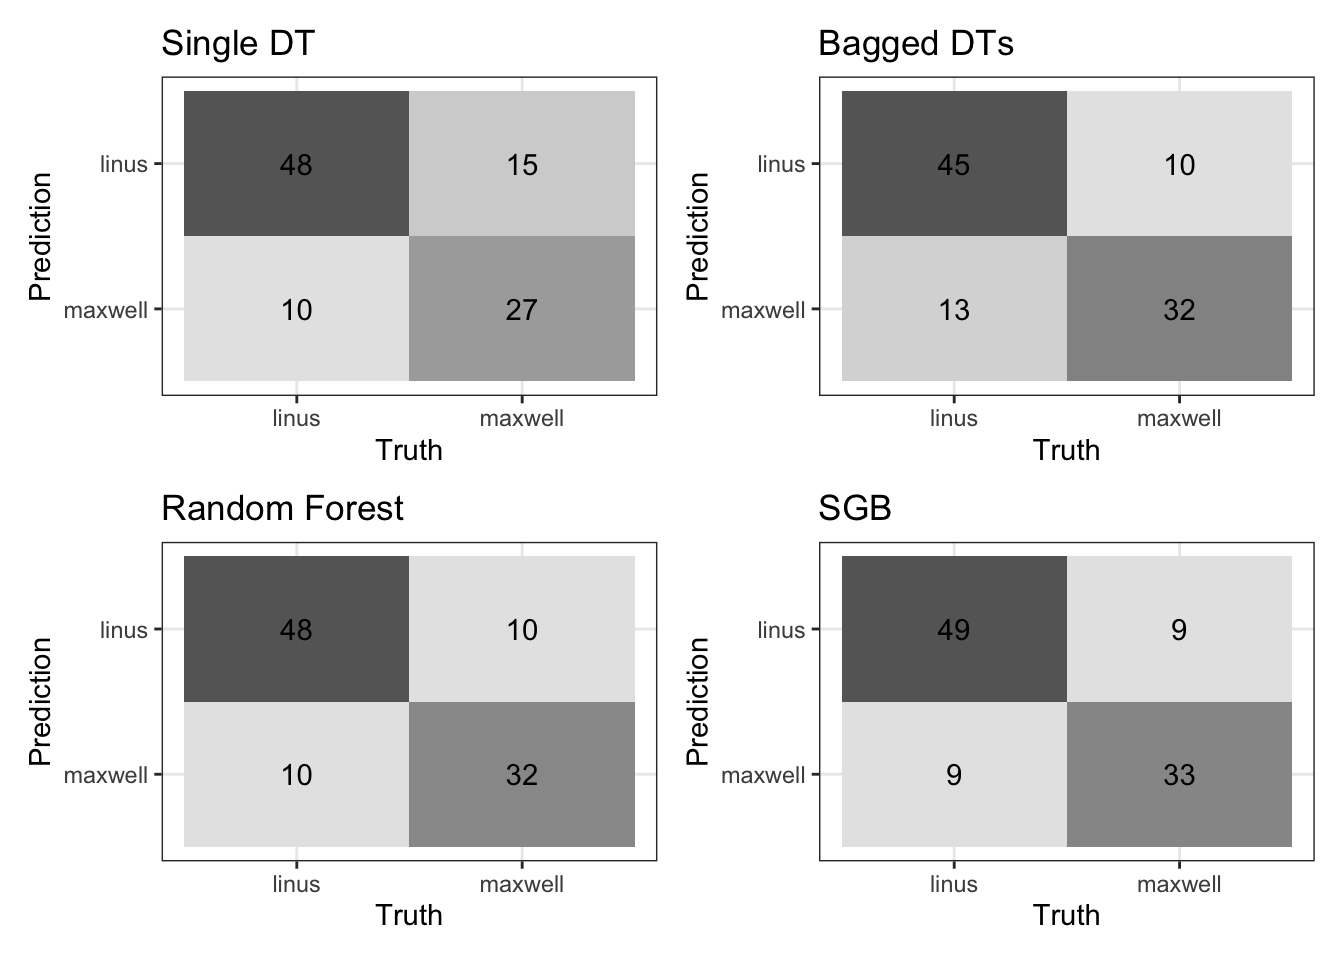 Single DT
Prediction
linus
48
15
maxwell
10
27
linus
maxwell
Truth
Bagged DTs
Prediction
linus
45
10
maxwell
13
32
linus
maxwell
Truth
Random Forest
Prediction
linus
48
10
maxwell
10
32
linus
maxwell
Truth
SGB
Prediction
linus
49
9
maxwell
9
33
linus
maxwell
Truth